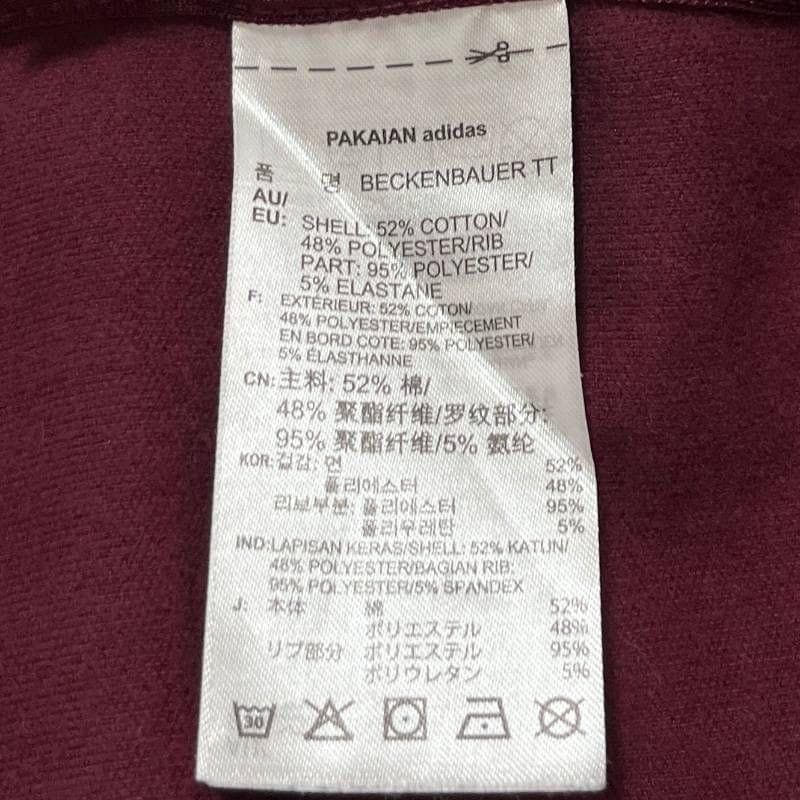 PAKAIAN adidas
품 명 BECKENBAUER TT
AU/
EU: SHELL: 52% COTTON/
48% POLYESTER/RIB
PART: 95% POLYESTER/
5% ELASTANE
F: EXTÉRIEUR: 52% COTON/
48% POLYESTER/EMPIECEMENT
EN BORD COTE: 95% POLYESTER/
5% ÉLASTHANNE
CN: 主料: 52% 棉/
48% 聚酯纤维/罗纹部分:
95% 聚酯纤维/5% 氨纶
KOR: 겉감: 면 52%
폴리에스터 48%
리브부분: 폴리에스터 95%
폴리우레탄 5%
IND: LAPISAN KERAS/SHELL: 52% KATUN/
48% POLYESTER/BAGIAN RIB:
95% POLYESTER/5% SPANDEX
J: 本体 綿 52%
ポリエステル 48%
リブ部分 ポリエステル 95%
ポリウレタン 5%
30